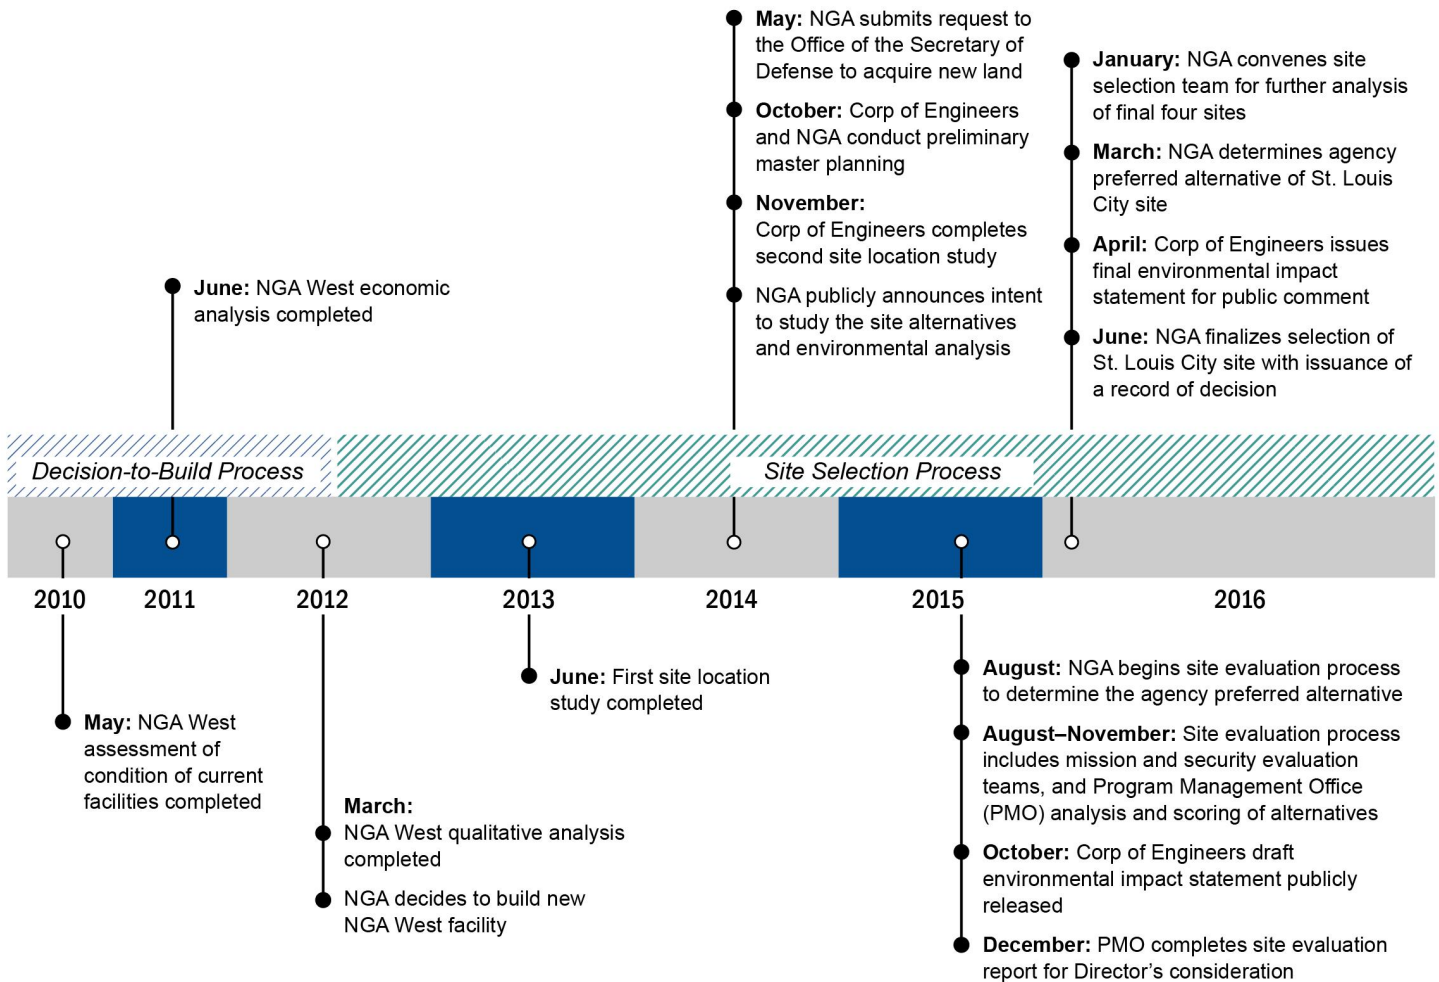 May: NGA submits request to
the Office of the Secretary of
Defense to acquire new land
October: Corp of Engineers
and NGA conduct preliminary
master planning
November:
Corp of Engineers completes
second site location study
NGA publicly announces intent
to study the site alternatives
and environmental analysis
January: NGA convenes site
selection team for further analysis
of final four sites
March: NGA determines agency
preferred alternative of St. Louis
City site
April: Corp of Engineers issues
final environmental impact
statement for public comment
June: NGA finalizes selection of
St. Louis City site with issuance of
a record of decision
June: NGA West economic
analysis completed
Decision-to-Build Process
Site Selection Process
2010
2011
2012
2013
2014
2015
2016
May: NGA West
assessment of
condition of current
facilities completed
March:
NGA West qualitative analysis
completed
NGA decides to build new
NGA West facility
June: First site location
study completed
August: NGA begins site evaluation process
to determine the agency preferred alternative
August–November: Site evaluation process
includes mission and security evaluation
teams, and Program Management Office
(PMO) analysis and scoring of alternatives
October: Corp of Engineers draft
environmental impact statement publicly
released
December: PMO completes site evaluation
report for Director’s consideration